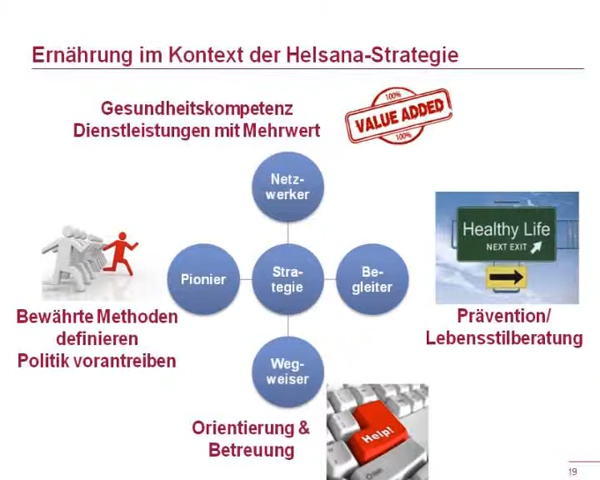 Ernährung im Kontext der Helsana-Strategie
Gesundheitskompetenz
Dienstleistungen mit Mehrwert
100%
VALUE ADDED
100%
Netz-
werker
Pionier
Stra-
tegie
Be-
gleiter
Weg-
weiser
Healthy Life
NEXT EXIT
Bewährte Methoden
definieren
Politik vorantreiben
Prävention/
Lebensstilberatung
Orientierung &
Betreuung
Help!
19